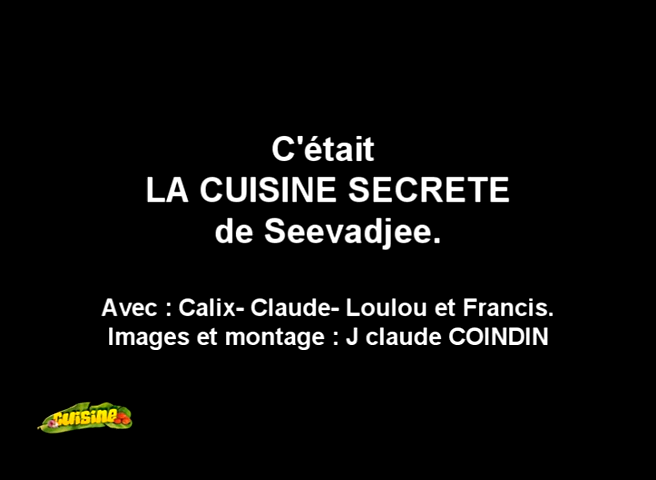 C'était
LA CUISINE SECRETE
de Seevadjee.
Avec : Calix- Claude- Loulou et Francis.
Images et montage : J claude COINDIN
Cuisine